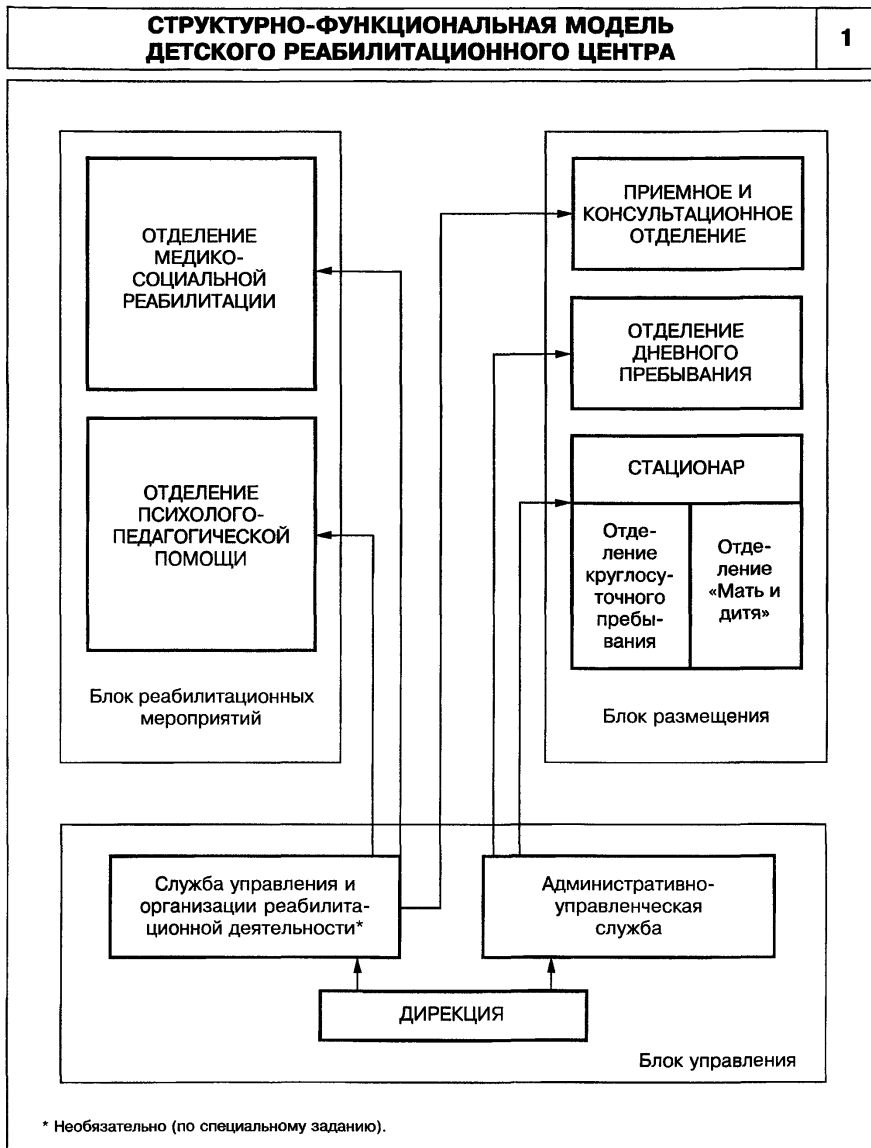 СТРУКТУРНО-ФУНКЦИОНАЛЬНАЯ МОДЕЛЬ
ДЕТСКОГО РЕАБИЛИТАЦИОННОГО ЦЕНТРА
1
ОТДЕЛЕНИЕ
МЕДИКО-
СОЦИАЛЬНОЙ
РЕАБИЛИТАЦИИ
ОТДЕЛЕНИЕ
ПСИХОЛОГО-
ПЕДАГОГИЧЕСКОЙ
ПОМОЩИ
Блок реабилитационных
мероприятий
ПРИЕМНОЕ И
КОНСУЛЬТАЦИОННОЕ
ОТДЕЛЕНИЕ
ОТДЕЛЕНИЕ
ДНЕВНОГО
ПРЕБЫВАНИЯ
СТАЦИОНАР
Отде-
ление
круглосу-
точного
пребы-
вания
Отде-
ление
«Мать и
дитя»
Блок размещения
Служба управления и
организации реабилита-
ционной деятельности*
Административно-
управленческая
служба
ДИРЕКЦИЯ
Блок управления
* Необязательно (по специальному заданию).